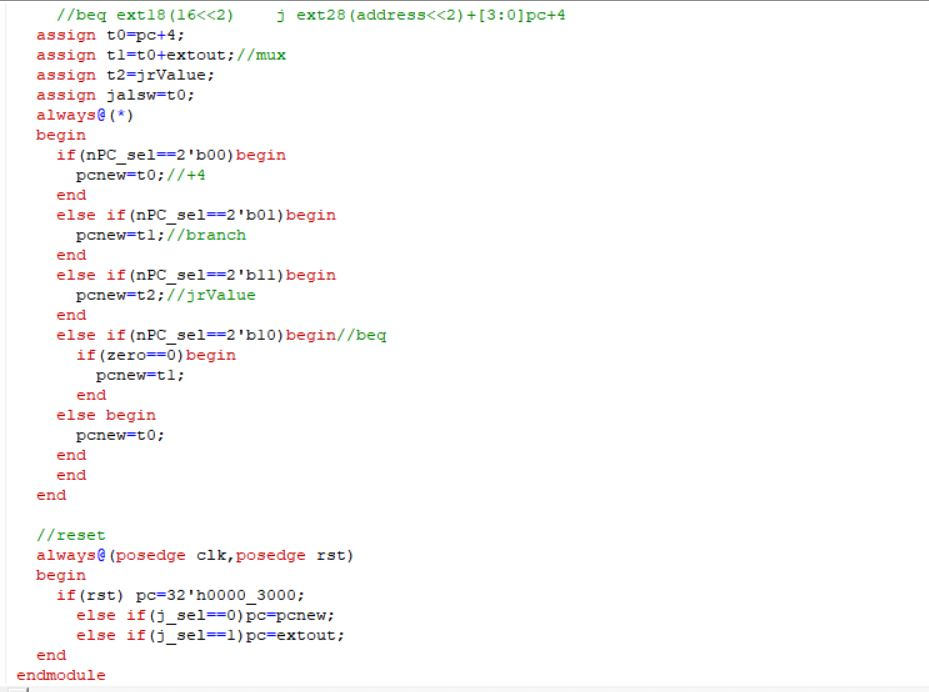 //beq ext18(16<<2)    j ext28(address<<2)+[3:0]pc+4
assign t0=pc+4;
assign t1=t0+extout;//mux
assign t2=jrValue;
assign jalsw=t0;
always@(*)
begin
if(nPC_sel==2'b00)begin
pcnew=t0;//+4
end
else if(nPC_sel==2'b01)begin
pcnew=t1;//branch
end
else if(nPC_sel==2'b11)begin
pcnew=t2;//jrValue
end
else if(nPC_sel==2'b10)begin//beq
if(zero==0)begin
pcnew=t1;
end
else begin
pcnew=t0;
end
end
end
//reset
always@(posedge clk,posedge rst)
begin
if(rst) pc=32'h0000_3000;
else if(j_sel==0)pc=pcnew;
else if(j_sel==1)pc=extout;
end
endmodule